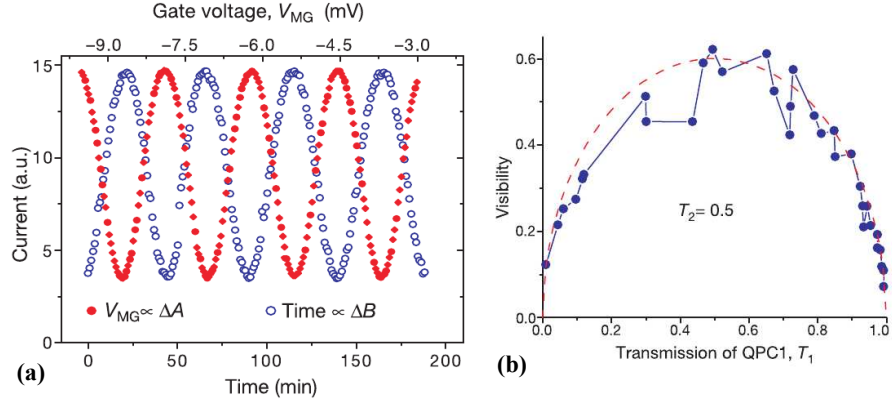 Gate voltage, V_MG (mV)
−9.0 −7.5 −6.0 −4.5 −3.0
15
10
5
0
Current (a.u.)
V_MG ∝ ΔA
Time ∝ ΔB
0 50 100 150 200
Time (min)
(a)
0.6
0.4
0.2
0.0
Visibility
T_2= 0.5
0.0 0.2 0.4 0.6 0.8 1.0
Transmission of QPC1, T_1
(b)